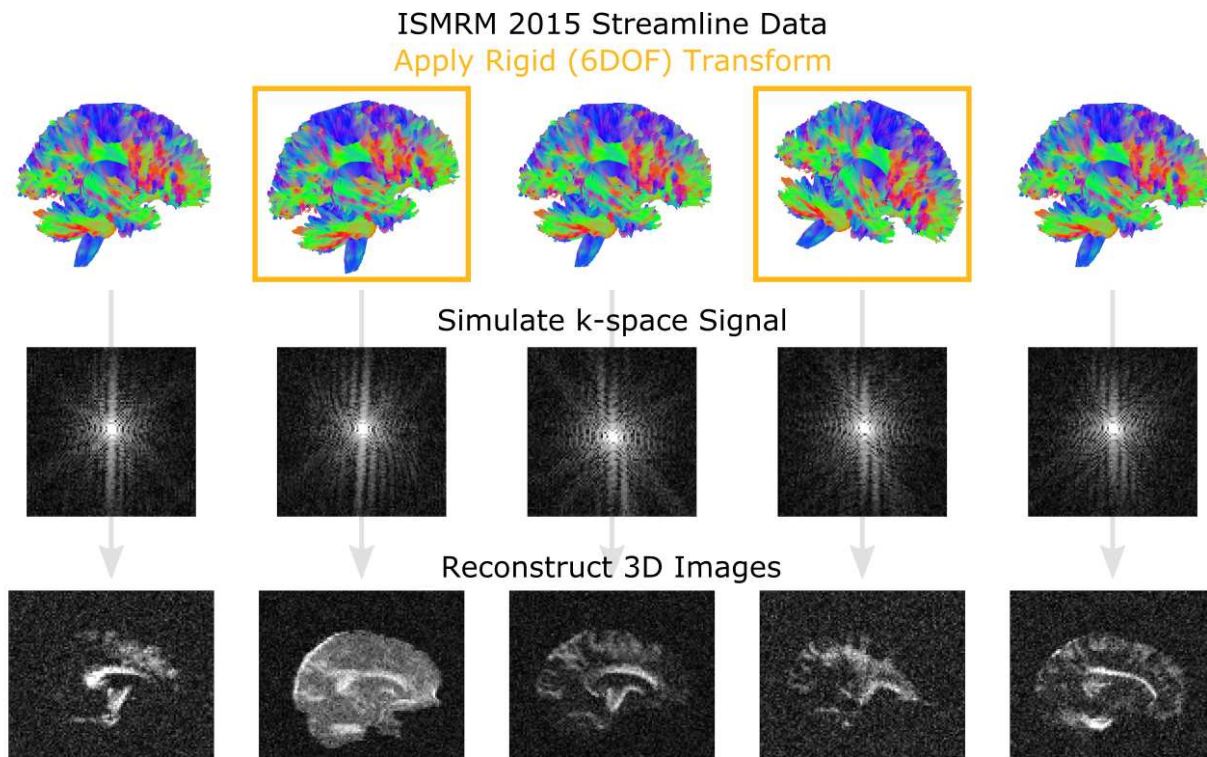 ISMRM 2015 Streamline Data
Apply Rigid (6DOF) Transform
Simulate k-space Signal
Reconstruct 3D Images